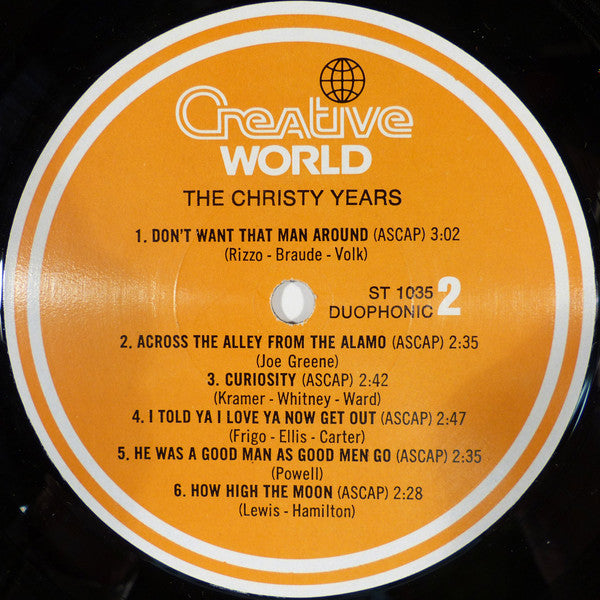 Creative
WORLD
THE CHRISTY YEARS
1. DON'T WANT THAT MAN AROUND (ASCAP) 3:02
(Rizzo - Braude - Volk)
ST 1035
DUOPHONIC 2
2. ACROSS THE ALLEY FROM THE ALAMO (ASCAP) 2:35
(Joe Greene)
3. CURIOSITY (ASCAP) 2:42
(Kramer - Whitney - Ward)
4. I TOLD YA I LOVE YA NOW GET OUT (ASCAP) 2:47
(Frigo - Ellis - Carter)
5. HE WAS A GOOD MAN AS GOOD MEN GO (ASCAP) 2:35
(Powell)
6. HOW HIGH THE MOON (ASCAP) 2:28
(Lewis - Hamilton)